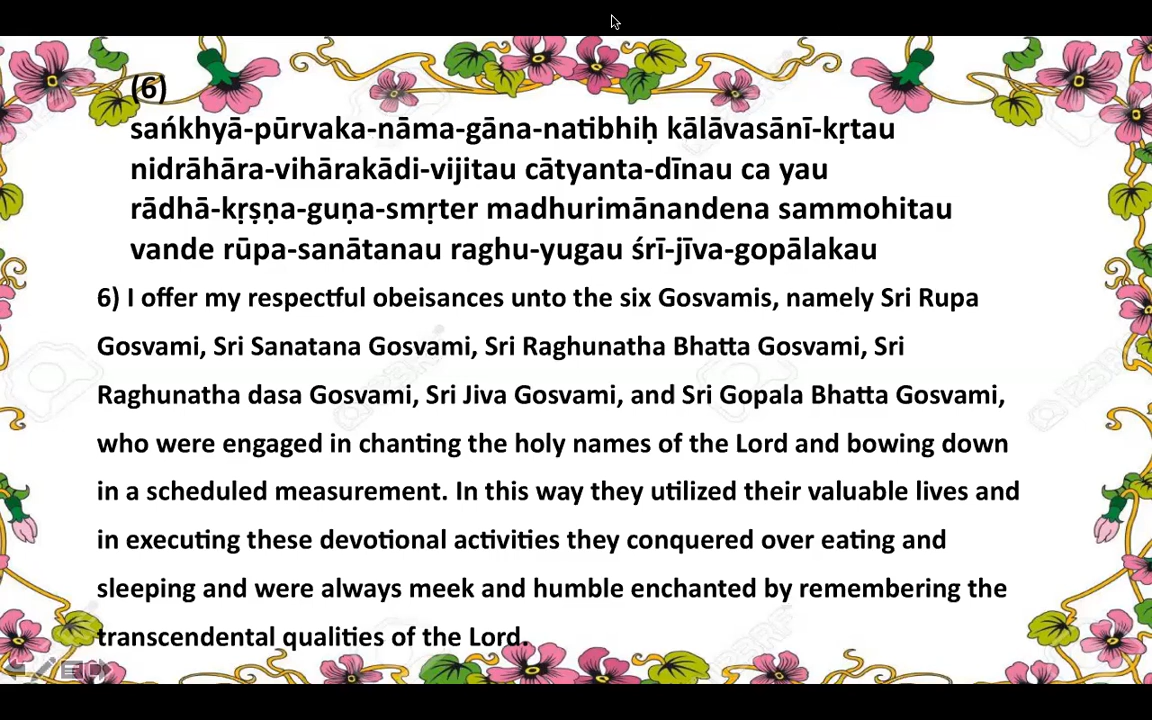 (6)
sańkhyā-pūrvaka-nāma-gāna-natibhiḥ kālāvasānī-kṛtau
nidrāhāra-vihārakādi-vijitau cātyanta-dīnau ca yau
rādhā-kṛṣṇa-guṇa-smṛter madhurimānandena sammohitau
vande rūpa-sanātanau raghu-yugau śrī-jīva-gopālakau
6) I offer my respectful obeisances unto the six Gosvamis, namely Sri Rupa
Gosvami, Sri Sanatana Gosvami, Sri Raghunatha Bhatta Gosvami, Sri
Raghunatha dasa Gosvami, Sri Jiva Gosvami, and Sri Gopala Bhatta Gosvami,
who were engaged in chanting the holy names of the Lord and bowing down
in a scheduled measurement. In this way they utilized their valuable lives and
in executing these devotional activities they conquered over eating and
sleeping and were always meek and humble enchanted by remembering the
transcendental qualities of the Lord.